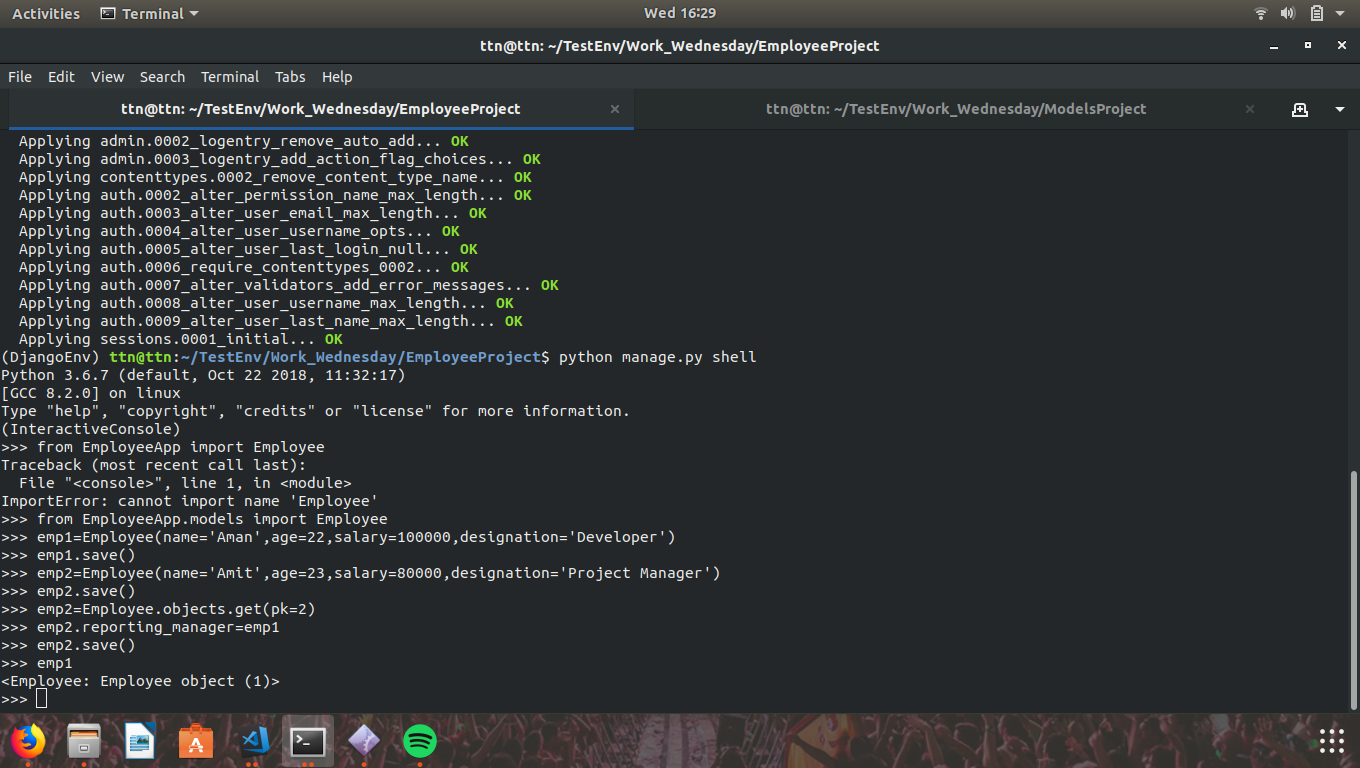 Activities Terminal Wed 16:29
ttn@ttn: ~/TestEnv/Work_Wednesday/EmployeeProject
File Edit View Search Terminal Tabs Help
ttn@ttn: ~/TestEnv/Work_Wednesday/EmployeeProject ttn@ttn: ~/TestEnv/Work_Wednesday/ModelsProject
  Applying admin.0002_logentry_remove_auto_add... OK
  Applying admin.0003_logentry_add_action_flag_choices... OK
  Applying contenttypes.0002_remove_content_type_name... OK
  Applying auth.0002_alter_permission_name_max_length... OK
  Applying auth.0003_alter_user_email_max_length... OK
  Applying auth.0004_alter_user_username_opts... OK
  Applying auth.0005_alter_user_last_login_null... OK
  Applying auth.0006_require_contenttypes_0002... OK
  Applying auth.0007_alter_validators_add_error_messages... OK
  Applying auth.0008_alter_user_username_max_length... OK
  Applying auth.0009_alter_user_last_name_max_length... OK
  Applying sessions.0001_initial... OK
(DjangoEnv) ttn@ttn:~/TestEnv/Work_Wednesday/EmployeeProject$ python manage.py shell
Python 3.6.7 (default, Oct 22 2018, 11:32:17)
[GCC 8.2.0] on linux
Type "help", "copyright", "credits" or "license" for more information.
(InteractiveConsole)
>>> from EmployeeApp import Employee
Traceback (most recent call last):
  File "<console>", line 1, in <module>
ImportError: cannot import name 'Employee'
>>> from EmployeeApp.models import Employee
>>> emp1=Employee(name='Aman',age=22,salary=100000,designation='Developer')
>>> emp1.save()
>>> emp2=Employee(name='Amit',age=23,salary=80000,designation='Project Manager')
>>> emp2.save()
>>> emp2=Employee.objects.get(pk=2)
>>> emp2.reporting_manager=emp1
>>> emp2.save()
>>> emp1
<Employee: Employee object (1)>
>>>